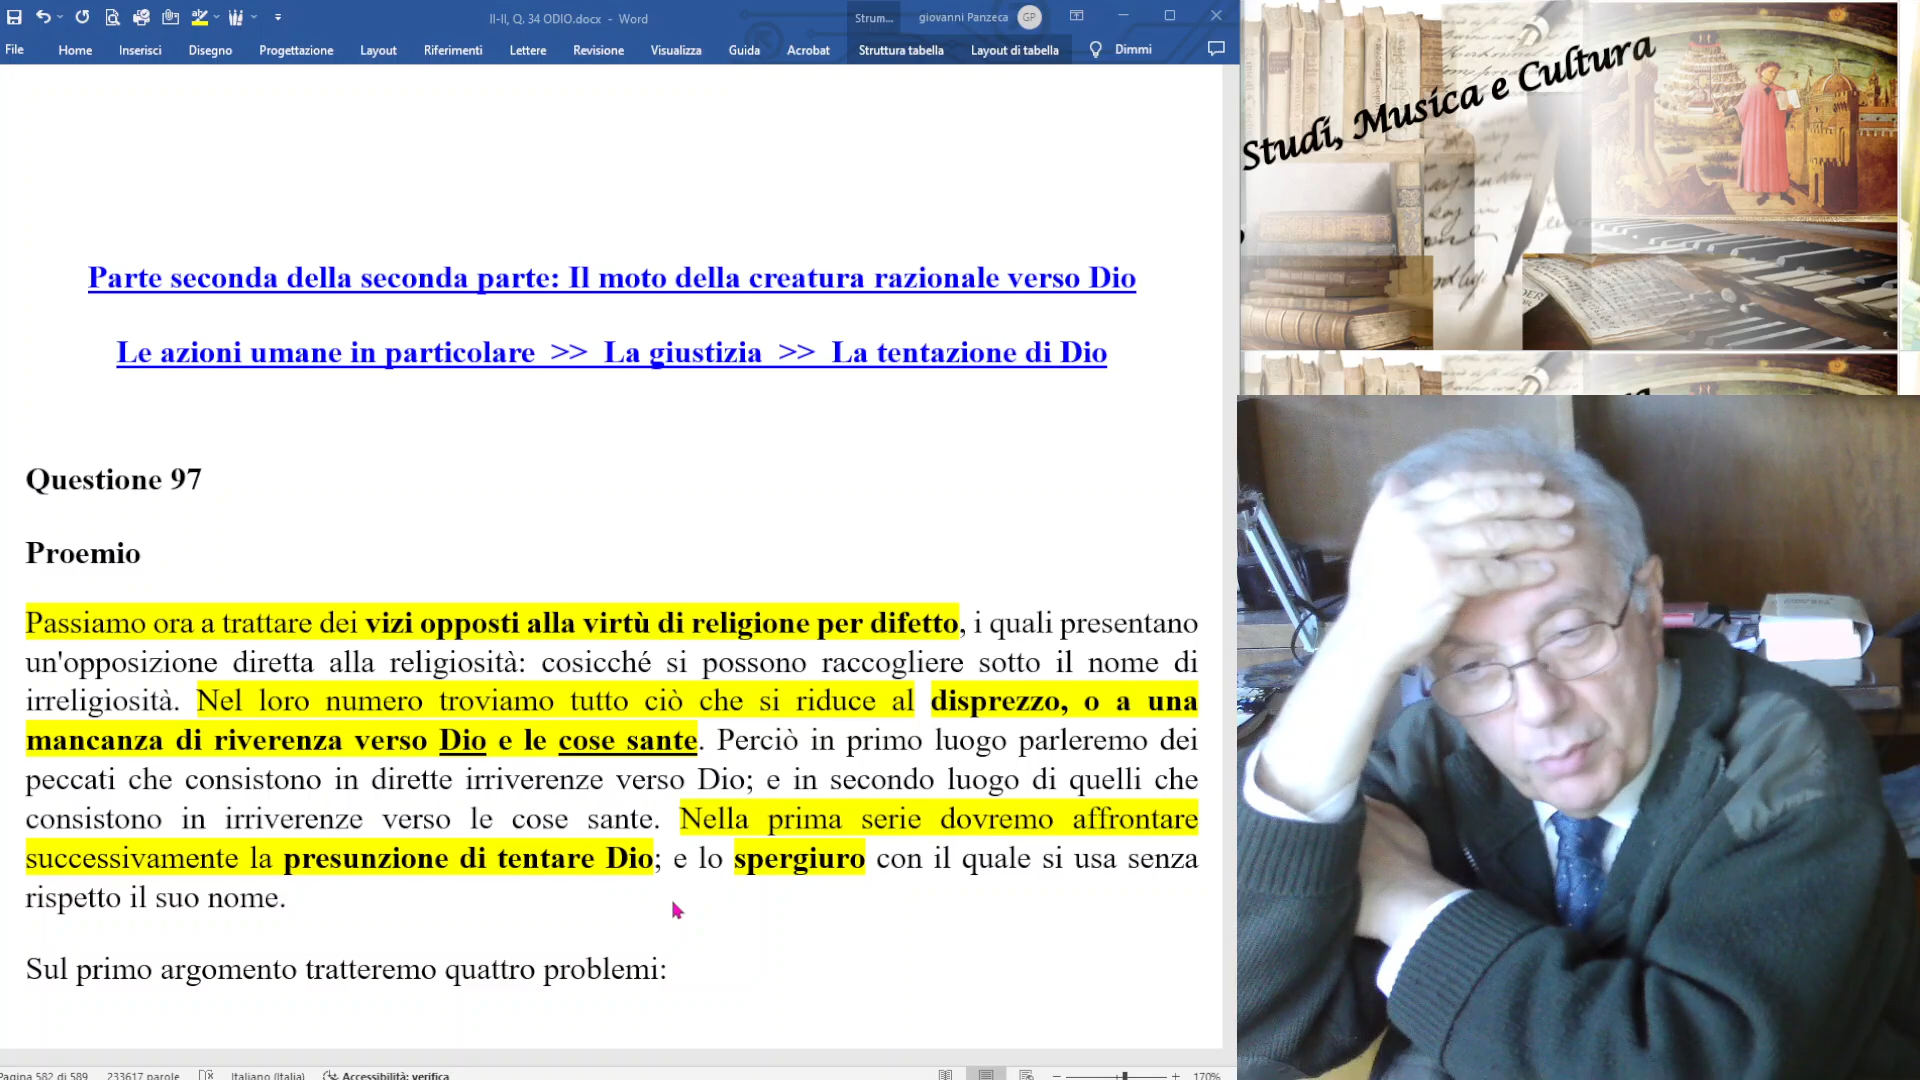 II-II, Q. 34 ODIO.docx - Word
Strum...
giovanni Panzeca
GP
File Home Inserisci Disegno Progettazione Layout Riferimenti Lettere Revisione Visualizza Guida Acrobat Struttura tabella Layout di tabella Dimmi
Studi, Musica e Cultura
Parte seconda della seconda parte: Il moto della creatura razionale verso Dio
Le azioni umane in particolare >> La giustizia >> La tentazione di Dio
Questione 97
Proemio
Passiamo ora a trattare dei vizi opposti alla virtù di religione per difetto, i quali presentano
un'opposizione diretta alla religiosità: cosicché si possono raccogliere sotto il nome di
irreligiosità. Nel loro numero troviamo tutto ciò che si riduce al disprezzo, o a una
mancanza di riverenza verso Dio e le cose sante. Perciò in primo luogo parleremo dei
peccati che consistono in dirette irriverenze verso Dio; e in secondo luogo di quelli che
consistono in irriverenze verso le cose sante. Nella prima serie dovremo affrontare
successivamente la presunzione di tentare Dio; e lo spergiuro con il quale si usa senza
rispetto il suo nome.
Sul primo argomento tratteremo quattro problemi:
Pagina 582 di 589 233617 parole Italiano (Italia) Accessibilità: verifica 170%